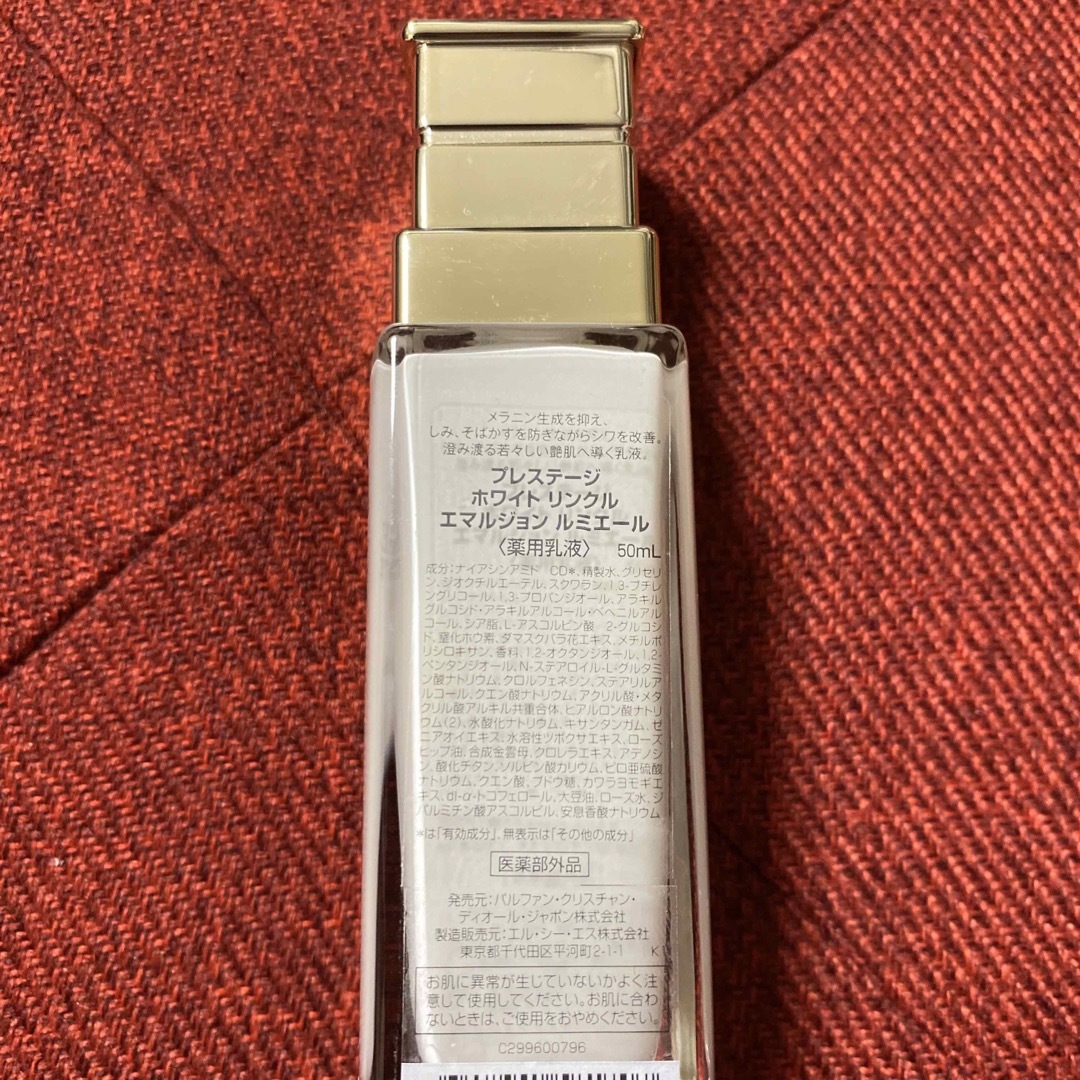 メラニン生成を抑え、
しみ、そばかすを防ぎながらシワを改善。
澄み渡る若々しい艶肌へ導く乳液。
プレステージ
ホワイト リンクル
エマルジョン ルミエール
〈薬用乳液〉 50mL
成分:ナイアシンアミド CD*、精製水、グリセリ
ン、ジオクチルエーテル、スクワラン、1,3-ブチレ
ングリコール、1,3-プロパンジオール、アラキル
グルコシド・アラキルアルコール・ベヘニルアル
コール、シア脂、L-アスコルビン酸 2-グルコシ
ド、窒化ホウ素、ダマスクバラ花エキス、メチルポ
リシロキサン、香料、1,2-オクタンジオール、1,2-
ペンタンジオール、N-ステアロイル-L-グルタミ
ン酸ナトリウム、クロルフェネシン、ステアリルア
ルコール、クエン酸ナトリウム、アクリル酸・メタ
クリル酸アルキル共重合体、ヒアルロン酸ナトリ
ウム(2)、水酸化ナトリウム、キサンタンガム、ゼ
ニアオイエキス、水溶性ツボクサエキス、ローズ
ヒップ油、合成金雲母、クロレラエキス、アデノシ
ン、酸化チタン、ソルビン酸カリウム、ピロ亜硫酸
ナトリウム、クエン酸、ブドウ糖、カワラヨモギエ
キス、dl-α-トコフェロール、大豆油、ローズ水、ジ
パルミチン酸アスコルビル、安息香酸ナトリウム
*は「有効成分」、無表示は「その他の成分」
医薬部外品
発売元:パルファン・クリスチャン・
ディオール・ジャポン株式会社
製造販売元:エル・シー・エス株式会社
東京都千代田区平河町2-1-1 K
お肌に異常が生じていないかよく注
意して使用してください。お肌に合わ
ないときは、ご使用をおやめください。
C299600796